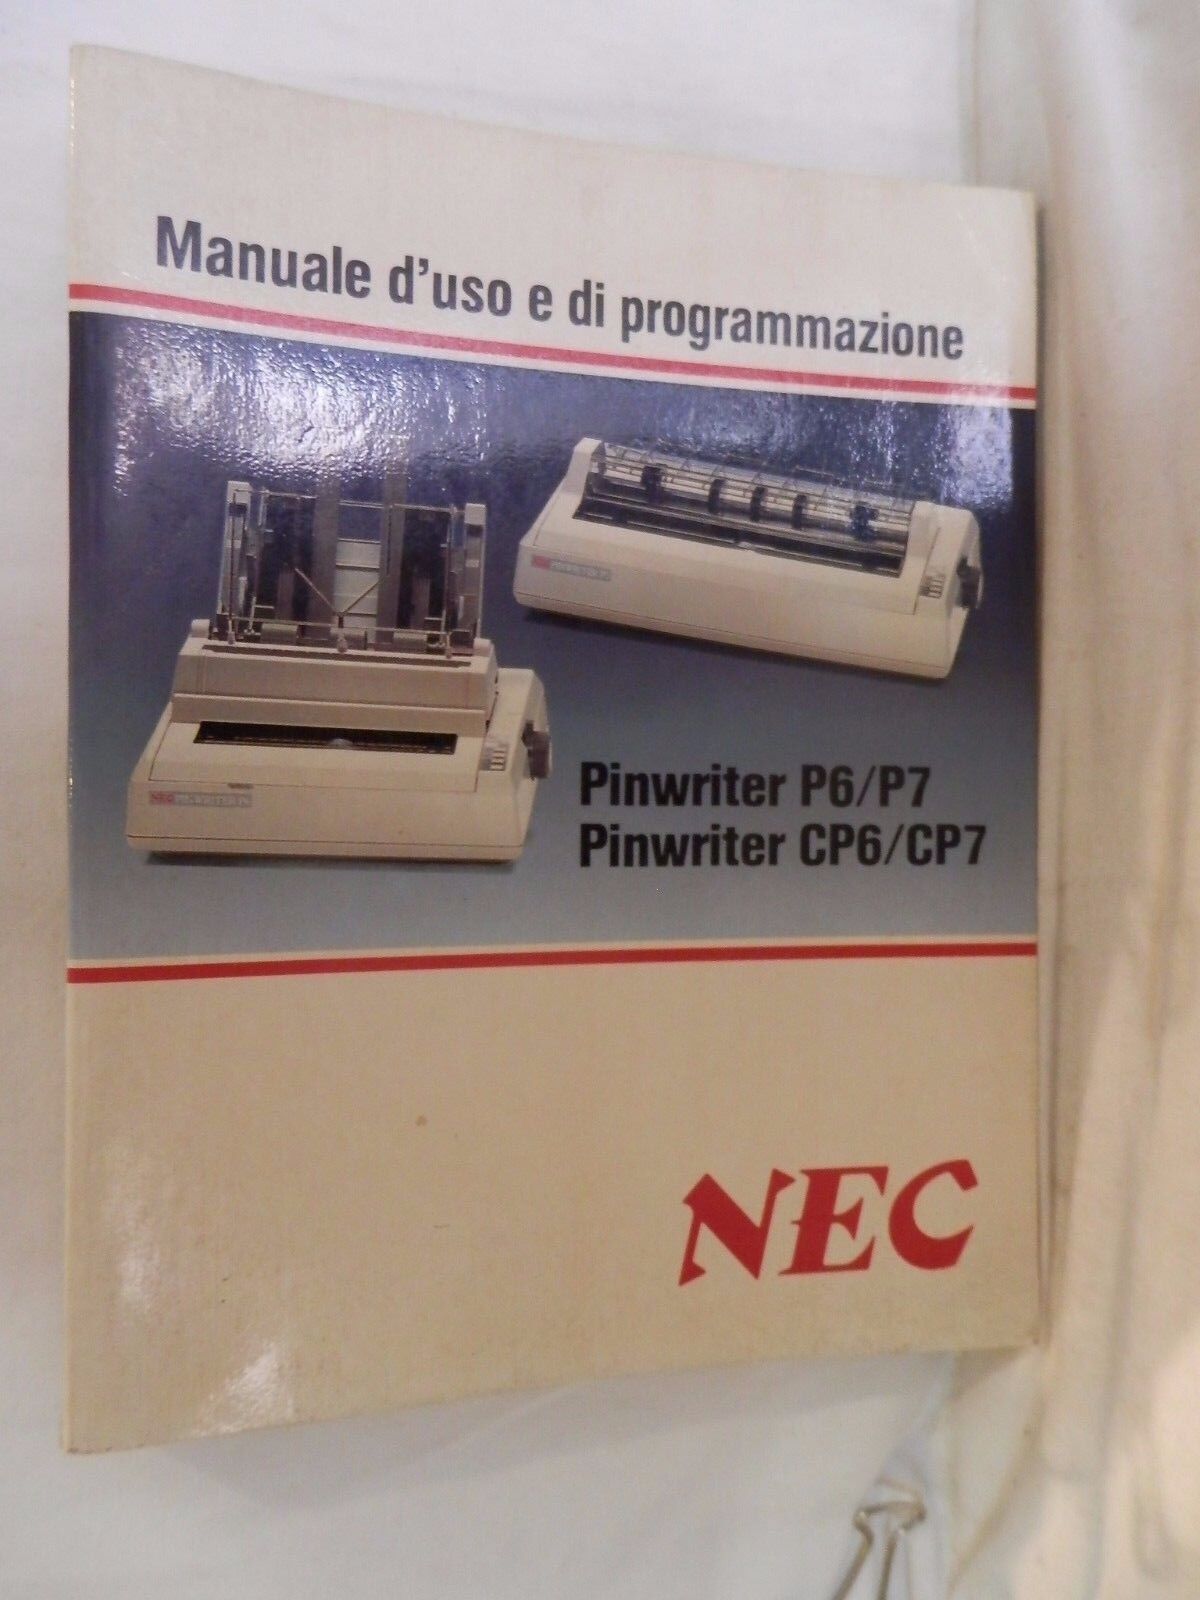 Manuale d'uso e di programmazione
Pinwriter P6/P7
Pinwriter CP6/CP7
NEC